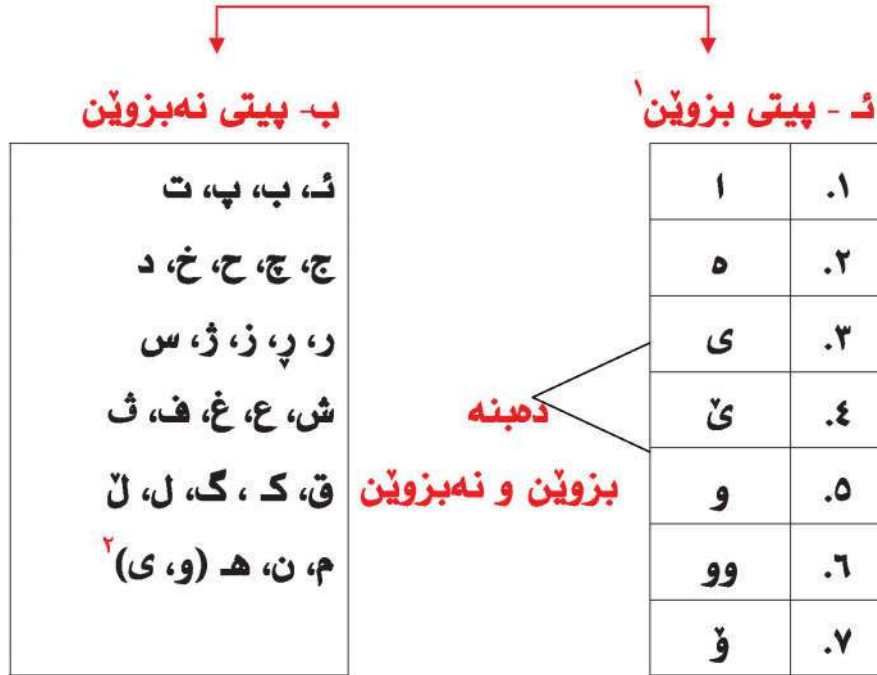 ئـ - پیتی بزوێن١
ب- پیتی نەبزوێن
١. ا
٢. ە
٣. ی
٤. ێ
٥. و
٦. وو
٧. ۆ
دەبنە
بزوێن و نەبزوێن
ئـ، ب، پ، ت
ج، چ، ح، خ، د
ر، ڕ، ز، ژ، س
ش، ع، غ، ف، ڤ
ق، کـ ، گ، ل، ڵ
م، ن، هـ (و، ی)٢